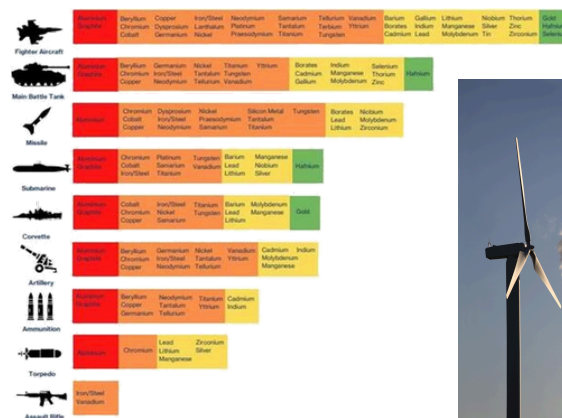 Aluminium Beryllium Copper Iron/Steel Neodymium Samarium Tellurium Vanadium Barium Gallium Lithium Niobium Thorium Gold
Graphite Chromium Dysprosium Lanthalum Platinum Tantalum Titanium Yttrium Borates Indium Manganese Silver Zinc
Cobalt Germanium Nickel Praesodymium Terbium Tungsten Cadmium Lead Molybdenum Tin Zirconium
Fighter Aircraft
Aluminium Beryllium Germanium Nickel Titanium Yttrium Borates Indium Selenium
Graphite Chromium Iron/Steel Tantalum Tungsten Cadmium Manganese Thorium Hafnium
Copper Neodymium Tellurium Vanadium Gallium Molybdenum Zinc
Main Battle Tank
Chromium Dysprosium Nickel Silicon Metal Tungsten Borates Niobium
Aluminium Cobalt Iron/Steel Praesodymium Tantalum Lead Molybdenum
Copper Neodymium Samarium Titanium Lithium Zirconium
Missile
Aluminium Chromium Platinum Tungsten Barium Manganese
Graphite Cobalt Samarium Vanadium Lead Niobium Hafnium
Iron/Steel Titanium Lithium Silver
Submarine
Aluminium Cobalt Iron/Steel Titanium Barium Molybdenum
Graphite Chromium Nickel Tungsten Lead Manganese Gold
Copper Samarium Lithium
Corvette
Aluminium Beryllium Germanium Nickel Vanadium Cadmium Indium
Graphite Chromium Iron/Steel Tantalum Yttrium Molybdenum
Copper Neodymium Tellurium Manganese
Artillery
Aluminium Beryllium Neodymium Titanium Cadmium
Graphite Copper Tantalum Yttrium Indium
Germanium Tellurium
Ammunition
Lead Zirconium
Aluminium Chromium Lithium Silver
Manganese
Torpedo
Iron/Steel
Vanadium
Assault Rifle